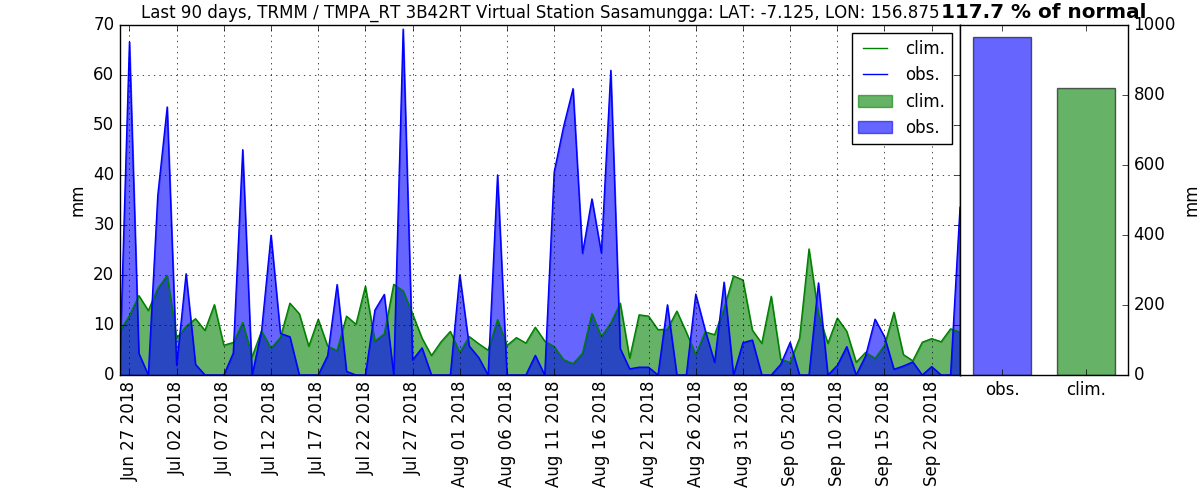 Last 90 days, TRMM / TMPA_RT 3B42RT Virtual Station Sasamungga: LAT: -7.125, LON: 156.875
117.7 % of normal
70
60
50
40
30
20
10
0
mm
clim.
obs.
clim.
obs.
Jun 27 2018
Jul 02 2018
Jul 07 2018
Jul 12 2018
Jul 17 2018
Jul 22 2018
Jul 27 2018
Aug 01 2018
Aug 06 2018
Aug 11 2018
Aug 16 2018
Aug 21 2018
Aug 26 2018
Aug 31 2018
Sep 05 2018
Sep 10 2018
Sep 15 2018
Sep 20 2018
1000
800
600
400
200
0
mm
obs.
clim.